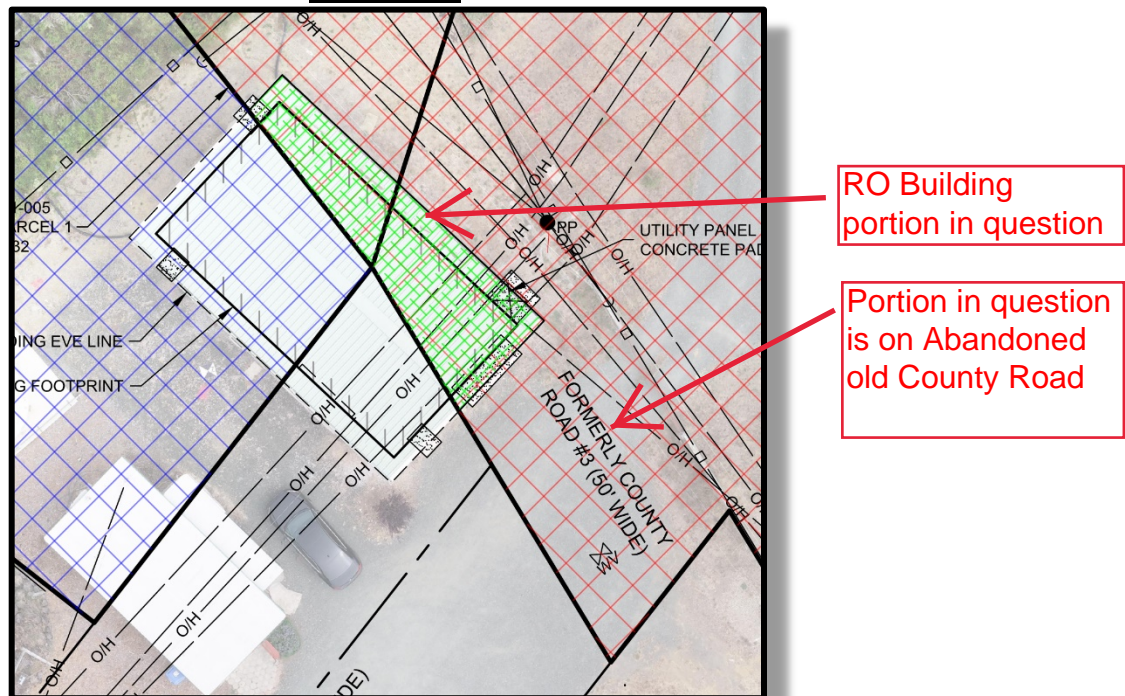 O/H
O/H
O/H
O/H
-005
ARCEL 1
32
O/H
RP
O/H
O/H
O/H
O/H
O/H
UTILITY PANEL
CONCRETE PAD
RO Building
portion in question
DING EVE LINE
G FOOTPRINT
O/H
O/H
O/H
O/H
O/H
FORMERLY COUNTY
ROAD #3 (50' WIDE)
O/H
O/H
O/H
Portion in question
is on Abandoned
old County Road
W
O/H
O/H
O/H
DE)